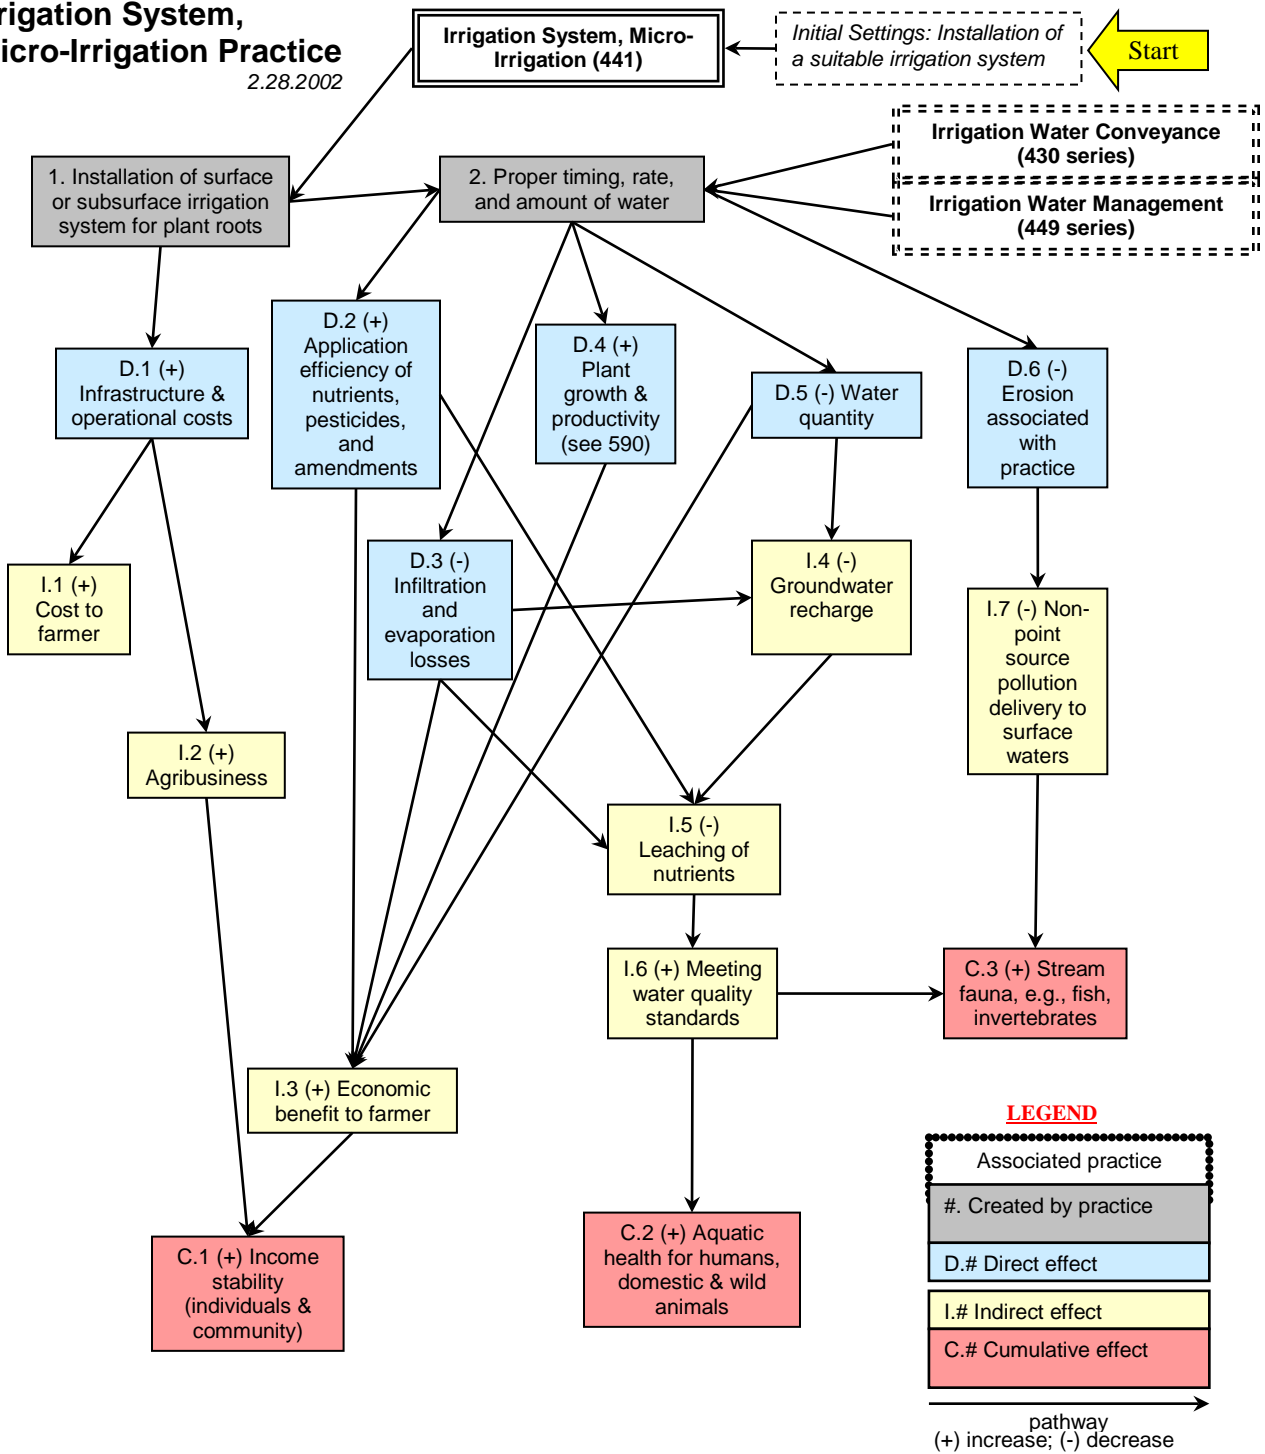 rigation System,
icro-Irrigation Practice
2.28.2002
Irrigation System, Micro-
Irrigation (441)
Initial Settings: Installation of
a suitable irrigation system
Start
Irrigation Water Conveyance
(430 series)
Irrigation Water Management
(449 series)
1. Installation of surface
or subsurface irrigation
system for plant roots
2. Proper timing, rate,
and amount of water
D.1 (+)
Infrastructure &
operational costs
D.2 (+)
Application
efficiency of
nutrients,
pesticides,
and
amendments
D.4 (+)
Plant
growth &
productivity
(see 590)
D.5 (-) Water
quantity
D.6 (-)
Erosion
associated
with
practice
I.1 (+)
Cost to
farmer
D.3 (-)
Infiltration
and
evaporation
losses
I.4 (-)
Groundwater
recharge
I.7 (-) Non-
point
source
pollution
delivery to
surface
waters
I.2 (+)
Agribusiness
I.5 (-)
Leaching of
nutrients
I.6 (+) Meeting
water quality
standards
C.3 (+) Stream
fauna, e.g., fish,
invertebrates
I.3 (+) Economic
benefit to farmer
C.1 (+) Income
stability
(individuals &
community)
C.2 (+) Aquatic
health for humans,
domestic & wild
animals
LEGEND
Associated practice
#. Created by practice
D.# Direct effect
I.# Indirect effect
C.# Cumulative effect
pathway
(+) increase; (-) decrease